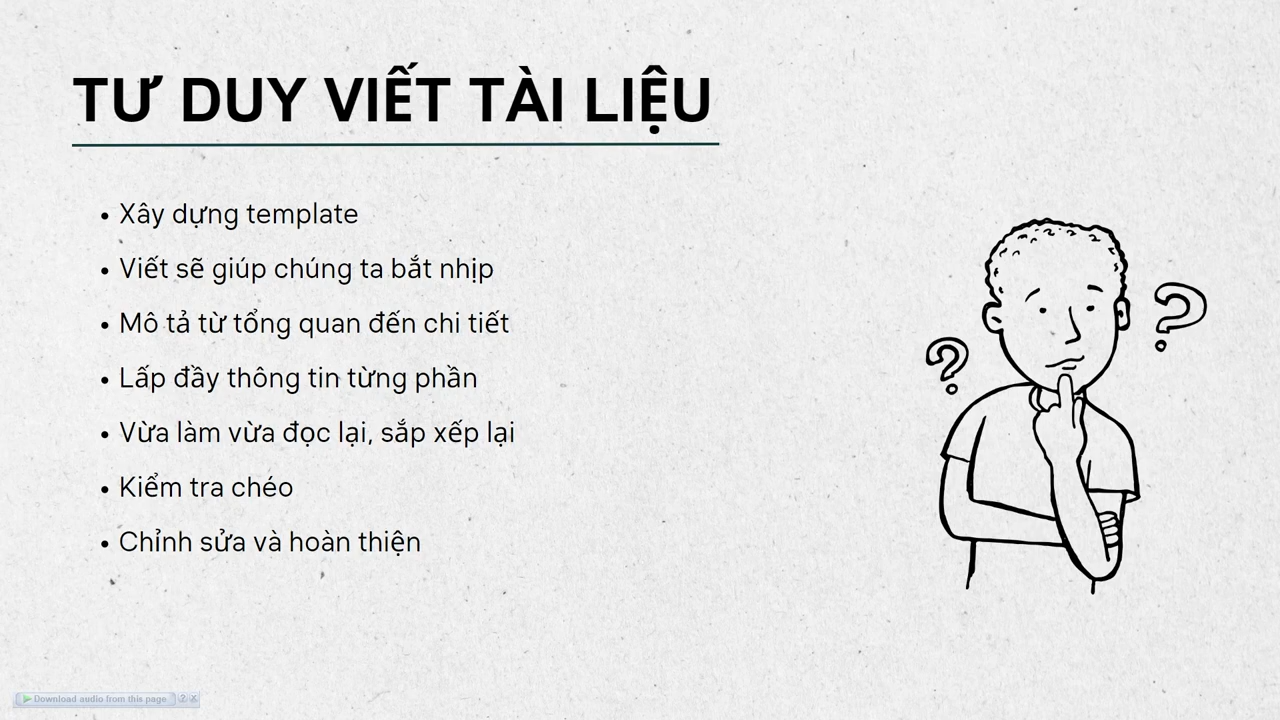 TƯ DUY VIẾT TÀI LIỆU
• Xây dựng template
• Viết sẽ giúp chúng ta bắt nhịp
• Mô tả từ tổng quan đến chi tiết
• Lấp đầy thông tin từng phần
• Vừa làm vừa đọc lại, sắp xếp lại
• Kiểm tra chéo
• Chỉnh sửa và hoàn thiện
? ?
Download audio from this page ? X